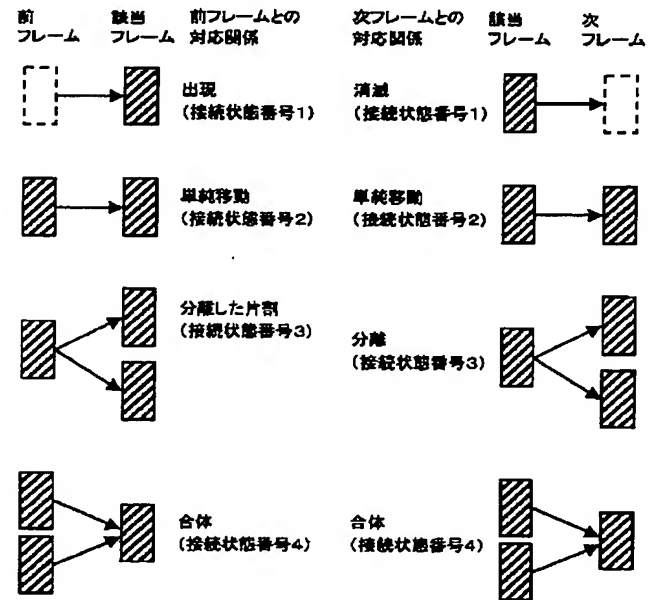 前
フレーム
該当
フレーム
前フレームとの
対応関係
次フレームとの
対応関係
該当
フレーム
次
フレーム
出現
(接続状態番号1)
消滅
(接続状態番号1)
単純移動
(接続状態番号2)
単純移動
(接続状態番号2)
分離した片割
(接続状態番号3)
分離
(接続状態番号3)
合体
(接続状態番号4)
合体
(接続状態番号4)